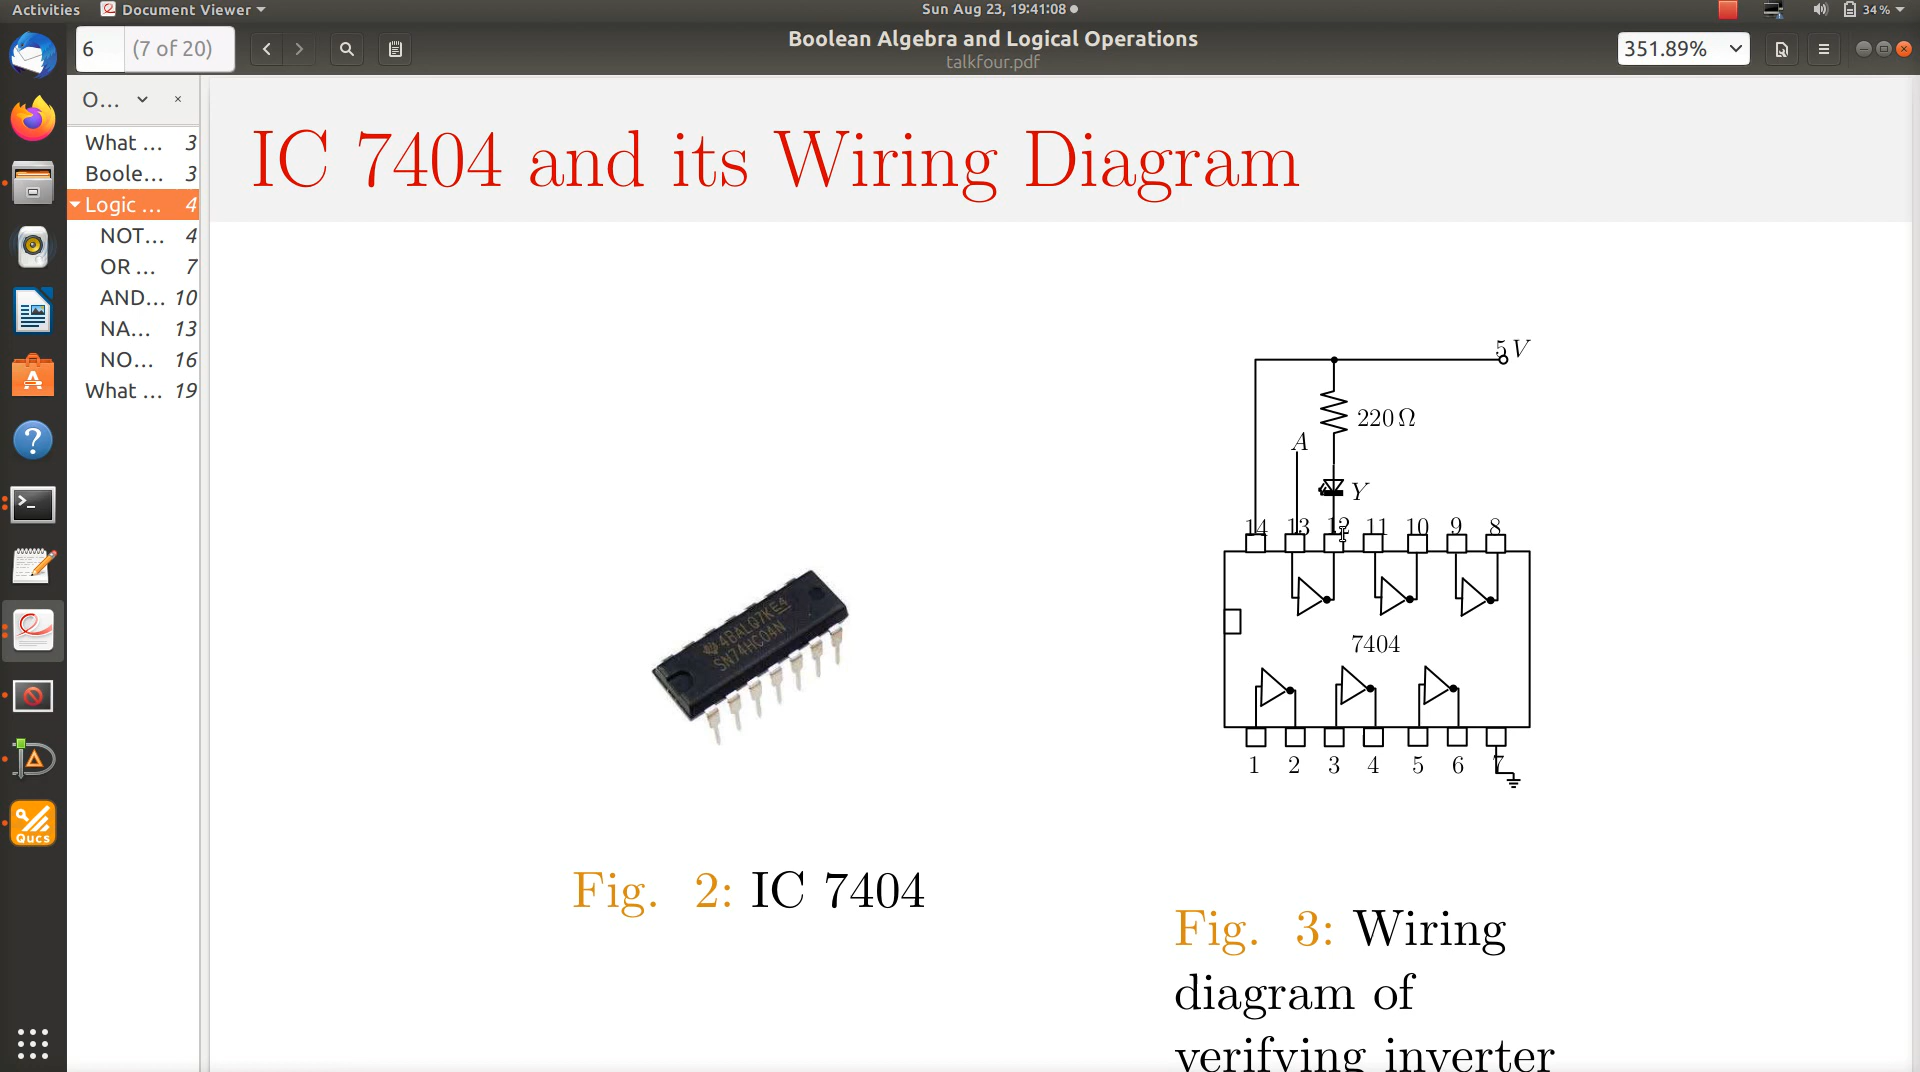 Activities
Document Viewer
Sun Aug 23, 19:41:08
34%
6
(7 of 20)
Boolean Algebra and Logical Operations
talkfour.pdf
351.89%
O...
What ... 3
Boole... 3
Logic ... 4
NOT... 4
OR ... 7
AND... 10
NA... 13
NO... 16
What ... 19
IC 7404 and its Wiring Diagram
5 V
220 Ω
A
Y
14 13 12 11 10 9 8
7404
1 2 3 4 5 6 7
4BALQ7KE4
SN74HC04N
Fig. 2: IC 7404
Fig. 3: Wiring
diagram of
verifying inverter
Qucs